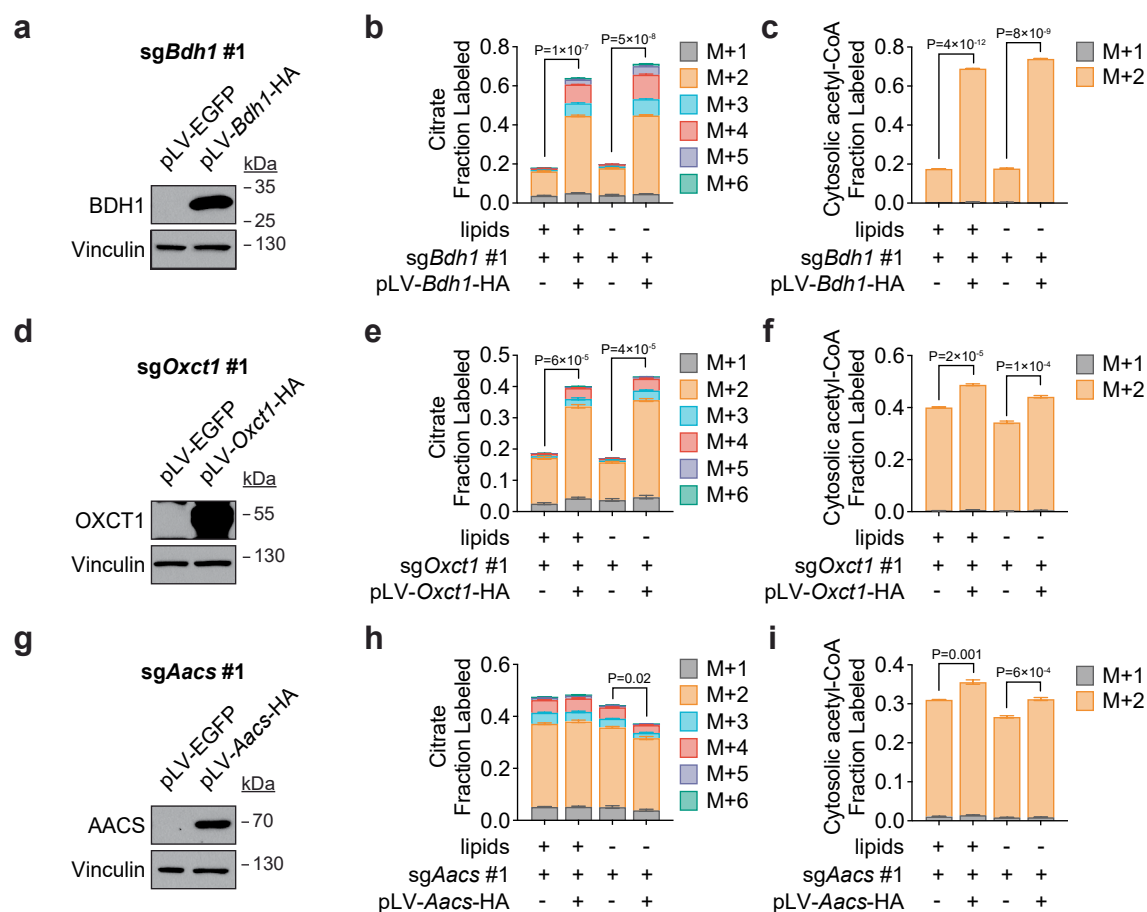 a
sgBdh1 #1
pLV-EGFP
pLV-Bdh1-HA
kDa
BDH1
35
25
Vinculin
130
b
Citrate
Fraction Labeled
0.8
0.6
0.4
0.2
0.0
P=1×10-7
P=5×10-8
M+1
M+2
M+3
M+4
M+5
M+6
lipids + + - -
sgBdh1 #1 + + + +
pLV-Bdh1-HA - + - +
c
Cytosolic acetyl-CoA
Fraction Labeled
0.8
0.6
0.4
0.2
0.0
P=4×10-12
P=8×10-9
M+1
M+2
lipids + + - -
sgBdh1 #1 + + + +
pLV-Bdh1-HA - + - +
d
sgOxct1 #1
pLV-EGFP
pLV-Oxct1-HA
kDa
OXCT1
55
Vinculin
130
e
Citrate
Fraction Labeled
0.5
0.4
0.3
0.2
0.1
0.0
P=6×10-5
P=4×10-5
M+1
M+2
M+3
M+4
M+5
M+6
lipids + + - -
sgOxct1 #1 + + + +
pLV-Oxct1-HA - + - +
f
Cytosolic acetyl-CoA
Fraction Labeled
0.6
0.4
0.2
0.0
P=2×10-5
P=1×10-4
M+1
M+2
lipids + + - -
sgOxct1 #1 + + + +
pLV-Oxct1-HA - + - +
g
sgAacs #1
pLV-EGFP
pLV-Aacs-HA
kDa
AACS
70
Vinculin
130
h
Citrate
Fraction Labeled
0.6
0.4
0.2
0.0
P=0.02
M+1
M+2
M+3
M+4
M+5
M+6
lipids + + - -
sgAacs #1 + + + +
pLV-Aacs-HA - + - +
i
Cytosolic acetyl-CoA
Fraction Labeled
0.4
0.3
0.2
0.1
0.0
P=0.001
P=6×10-4
M+1
M+2
lipids + + - -
sgAacs #1 + + + +
pLV-Aacs-HA - + - +